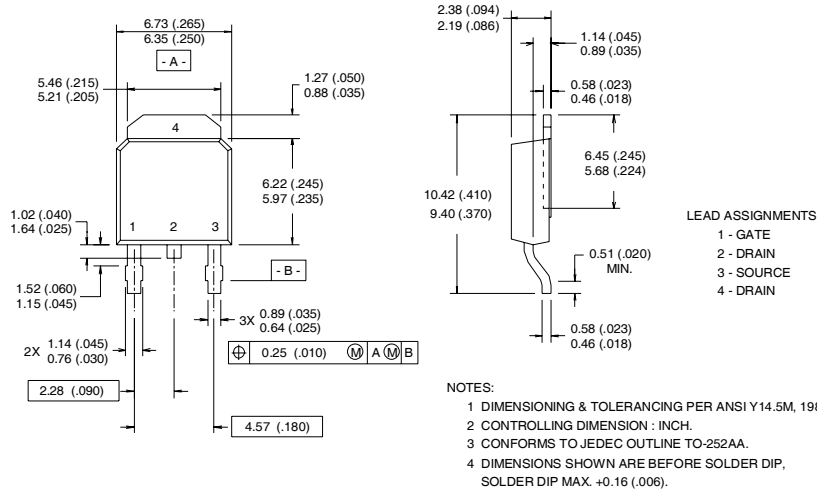 6.73 (.265)
6.35 (.250)
- A -
5.46 (.215)
5.21 (.205)
1.27 (.050)
0.88 (.035)
4
6.22 (.245)
5.97 (.235)
1.02 (.040)
1.64 (.025)
1 2 3
1.52 (.060)
1.15 (.045)
- B -
3X 0.89 (.035)
0.64 (.025)
2X 1.14 (.045)
0.76 (.030)
⌖ 0.25 (.010) Ⓜ A Ⓜ B
2.28 (.090)
4.57 (.180)
2.38 (.094)
2.19 (.086)
1.14 (.045)
0.89 (.035)
0.58 (.023)
0.46 (.018)
6.45 (.245)
5.68 (.224)
10.42 (.410)
9.40 (.370)
0.51 (.020)
MIN.
0.58 (.023)
0.46 (.018)
LEAD ASSIGNMENTS
1 - GATE
2 - DRAIN
3 - SOURCE
4 - DRAIN
NOTES:
1 DIMENSIONING & TOLERANCING PER ANSI Y14.5M,
2 CONTROLLING DIMENSION : INCH.
3 CONFORMS TO JEDEC OUTLINE TO-252AA.
4 DIMENSIONS SHOWN ARE BEFORE SOLDER DIP,
SOLDER DIP MAX. +0.16 (.006).